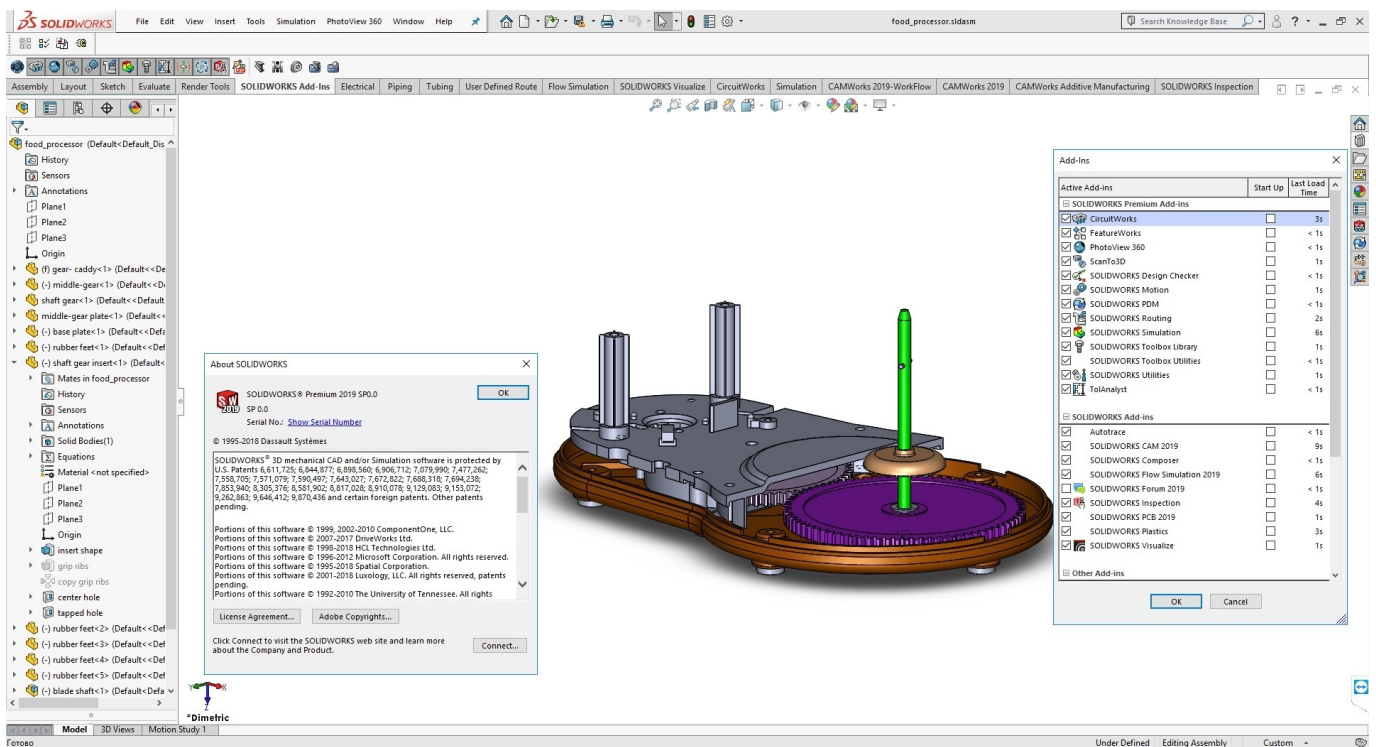 SOLIDWORKS File Edit View Insert Tools Simulation PhotoView 360 Window Help food_processor.sldasm Search Knowledge Base
Assembly Layout Sketch Evaluate Render Tools SOLIDWORKS Add-Ins Electrical Piping Tubing User Defined Route Flow Simulation SOLIDWORKS Visualize CircuitWorks Simulation CAMWorks 2019-WorkFlow CAMWorks 2019 CAMWorks Additive Manufacturing SOLIDWORKS Inspection
food_processor (Default<Default_Dis
History
Sensors
Annotations
Plane1
Plane2
Plane3
Origin
(f) gear- caddy<1> (Default<<De
(-) middle-gear<1> (Default<<D
shaft gear<1> (Default<<Default
middle-gear plate<1> (Default<<
(-) base plate<1> (Default<<Defa
(-) rubber feet<1> (Default<<Def
(-) shaft gear insert<1> (Default<
Mates in food_processor
History
Sensors
Annotations
Solid Bodies(1)
Equations
Material <not specified>
Plane1
Plane2
Plane3
Origin
insert shape
grip ribs
copy grip ribs
center hole
tapped hole
(-) rubber feet<2> (Default<<Def
(-) rubber feet<3> (Default<<Def
(-) rubber feet<4> (Default<<Def
(-) rubber feet<5> (Default<<Def
(-) blade shaft<1> (Default<Defa
About SOLIDWORKS
SW 2019
SOLIDWORKS® Premium 2019 SP0.0
OK
SP 0.0
Serial No.: Show Serial Number
© 1995-2018 Dassault Systèmes
SOLIDWORKS® 3D mechanical CAD and/or Simulation software is protected by
U.S. Patents 6,611,725; 6,844,877; 6,898,560; 6,906,712; 7,079,990; 7,477,262;
7,558,705; 7,571,079; 7,590,497; 7,643,027; 7,672,822; 7,688,318; 7,694,238;
7,853,940; 8,305,376; 8,581,902; 8,817,028; 8,910,078; 9,129,083; 9,153,072;
9,262,863; 9,646,412; 9,870,436 and certain foreign patents. Other patents
pending.
Portions of this software © 1999, 2002-2010 ComponentOne, LLC.
Portions of this software © 2007-2017 DriveWorks Ltd.
Portions of this software © 1998-2018 HCL Technologies Ltd.
Portions of this software © 1996-2012 Microsoft Corporation. All rights reserved.
Portions of this software © 1995-2018 Spatial Corporation.
Portions of this software © 2001-2018 Luxology, LLC. All rights reserved, patents
pending.
Portions of this software © 1992-2010 The University of Tennessee. All rights
License Agreement... Adobe Copyrights...
Click Connect to visit the SOLIDWORKS web site and learn more
about the Company and Product.
Connect...
Add-Ins
Active Add-ins Start Up Last Load Time
SOLIDWORKS Premium Add-ins
CircuitWorks 3s
FeatureWorks < 1s
PhotoView 360 < 1s
ScanTo3D 1s
SOLIDWORKS Design Checker < 1s
SOLIDWORKS Motion 1s
SOLIDWORKS PDM < 1s
SOLIDWORKS Routing 2s
SOLIDWORKS Simulation 6s
SOLIDWORKS Toolbox Library 1s
SOLIDWORKS Toolbox Utilities < 1s
SOLIDWORKS Utilities 1s
TolAnalyst < 1s
SOLIDWORKS Add-ins
Autotrace < 1s
SOLIDWORKS CAM 2019 9s
SOLIDWORKS Composer < 1s
SOLIDWORKS Flow Simulation 2019 6s
SOLIDWORKS Forum 2019 < 1s
SOLIDWORKS Inspection 4s
SOLIDWORKS PCB 2019 1s
SOLIDWORKS Plastics 3s
SOLIDWORKS Visualize 1s
Other Add-ins
OK Cancel
Y X
Z
*Dimetric
Model 3D Views Motion Study 1
Готово Under Defined Editing Assembly Custom